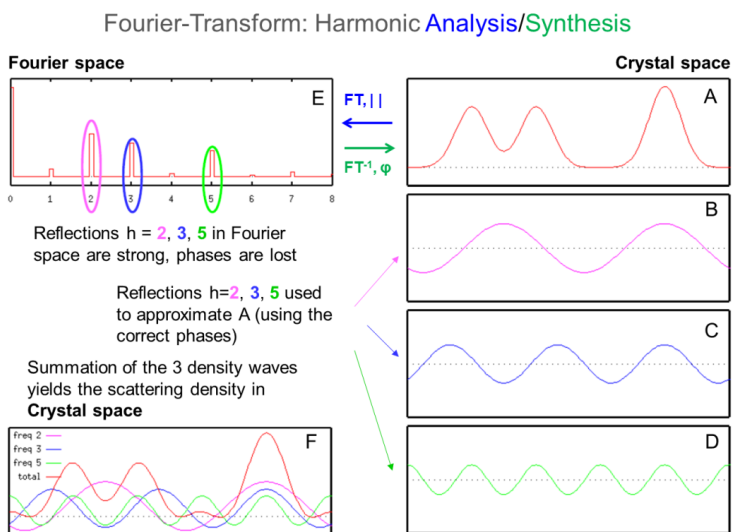 Fourier-Transform: Harmonic Analysis/Synthesis
Fourier space
Crystal space
E
FT, | |
FT-1, φ
A
0 1 2 3 4 5 6 7 8
Reflections h = 2, 3, 5 in Fourier
space are strong, phases are lost
B
Reflections h=2, 3, 5 used
to approximate A (using the
correct phases)
C
Summation of the 3 density waves
yields the scattering density in
Crystal space
F
freq 2
freq 3
freq 5
total
D